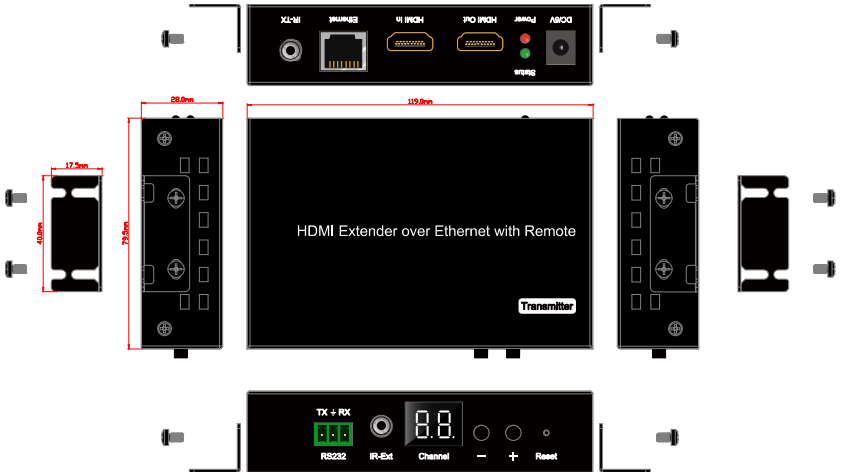 IR-TX Ethernet HDMI In HDMI Out Power DC/5V
Status
28.0mm
119.0mm
17.5mm
40.0mm
79.5mm
HDMI Extender over Ethernet with Remote
Transmitter
TX ⏚ RX
88
RS232 IR-Ext Channel − + Reset